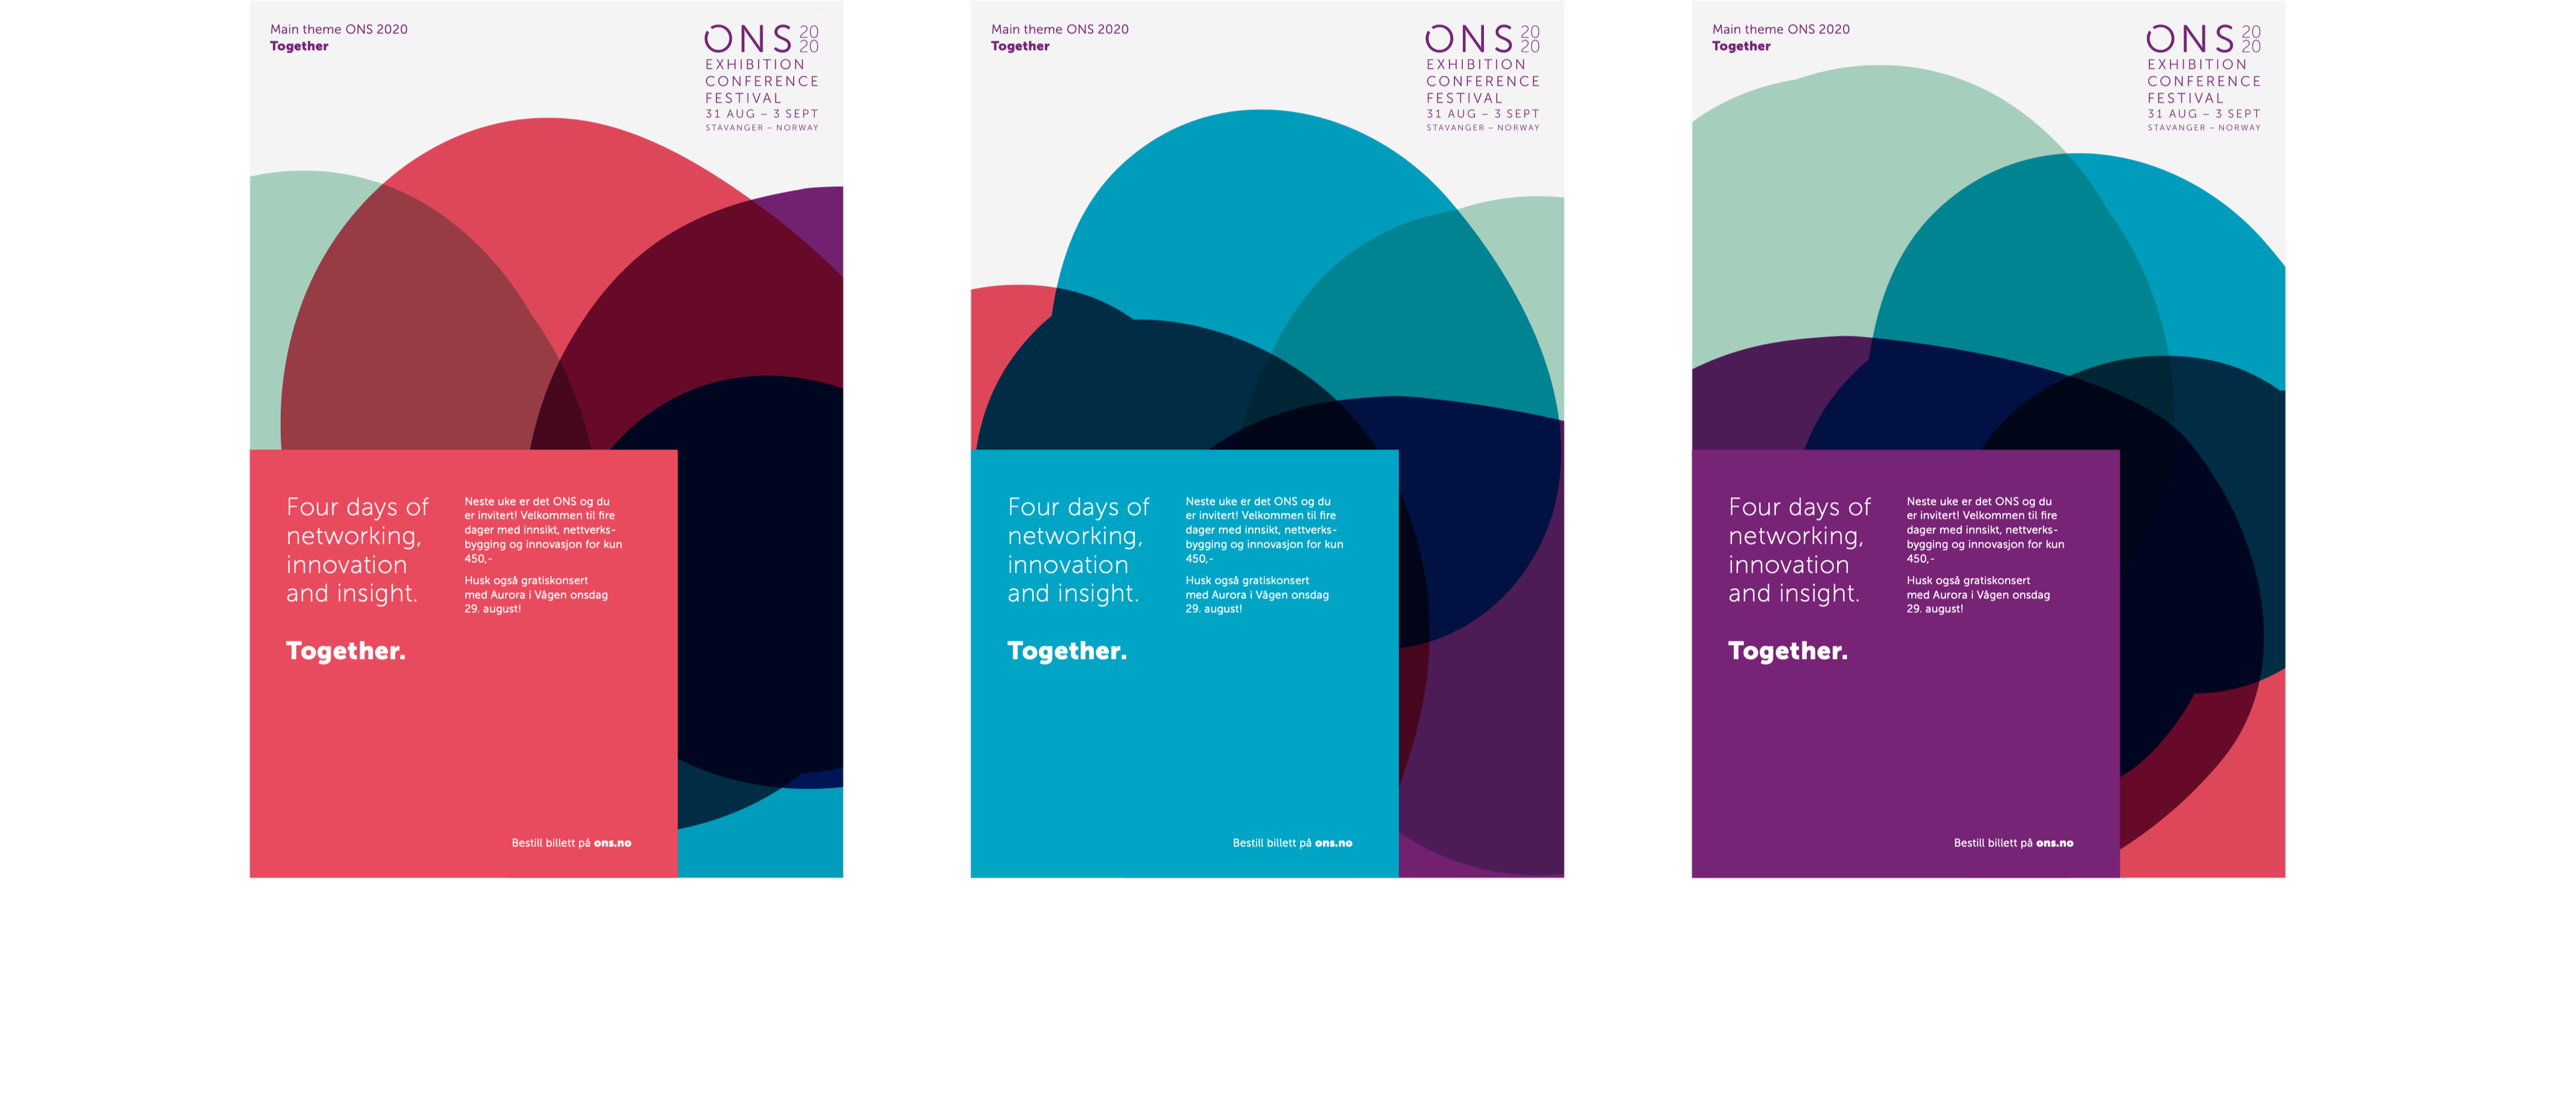 Main theme ONS 2020
Together
ONS 20
20
EXHIBITION
CONFERENCE
FESTIVAL
31 AUG – 3 SEPT
STAVANGER – NORWAY
Four days of
networking,
innovation
and insight.
Together.
Neste uke er det ONS og du
er invitert! Velkommen til fire
dager med innsikt, nettverks-
bygging og innovasjon for kun
450,-
Husk også gratiskonsert
med Aurora i Vågen onsdag
29. august!
Bestill billett på ons.no
Main theme ONS 2020
Together
ONS 20
20
EXHIBITION
CONFERENCE
FESTIVAL
31 AUG – 3 SEPT
STAVANGER – NORWAY
Four days of
networking,
innovation
and insight.
Together.
Neste uke er det ONS og du
er invitert! Velkommen til fire
dager med innsikt, nettverks-
bygging og innovasjon for kun
450,-
Husk også gratiskonsert
med Aurora i Vågen onsdag
29. august!
Bestill billett på ons.no
Main theme ONS 2020
Together
ONS 20
20
EXHIBITION
CONFERENCE
FESTIVAL
31 AUG – 3 SEPT
STAVANGER – NORWAY
Four days of
networking,
innovation
and insight.
Together.
Neste uke er det ONS og du
er invitert! Velkommen til fire
dager med innsikt, nettverks-
bygging og innovasjon for kun
450,-
Husk også gratiskonsert
med Aurora i Vågen onsdag
29. august!
Bestill billett på ons.no